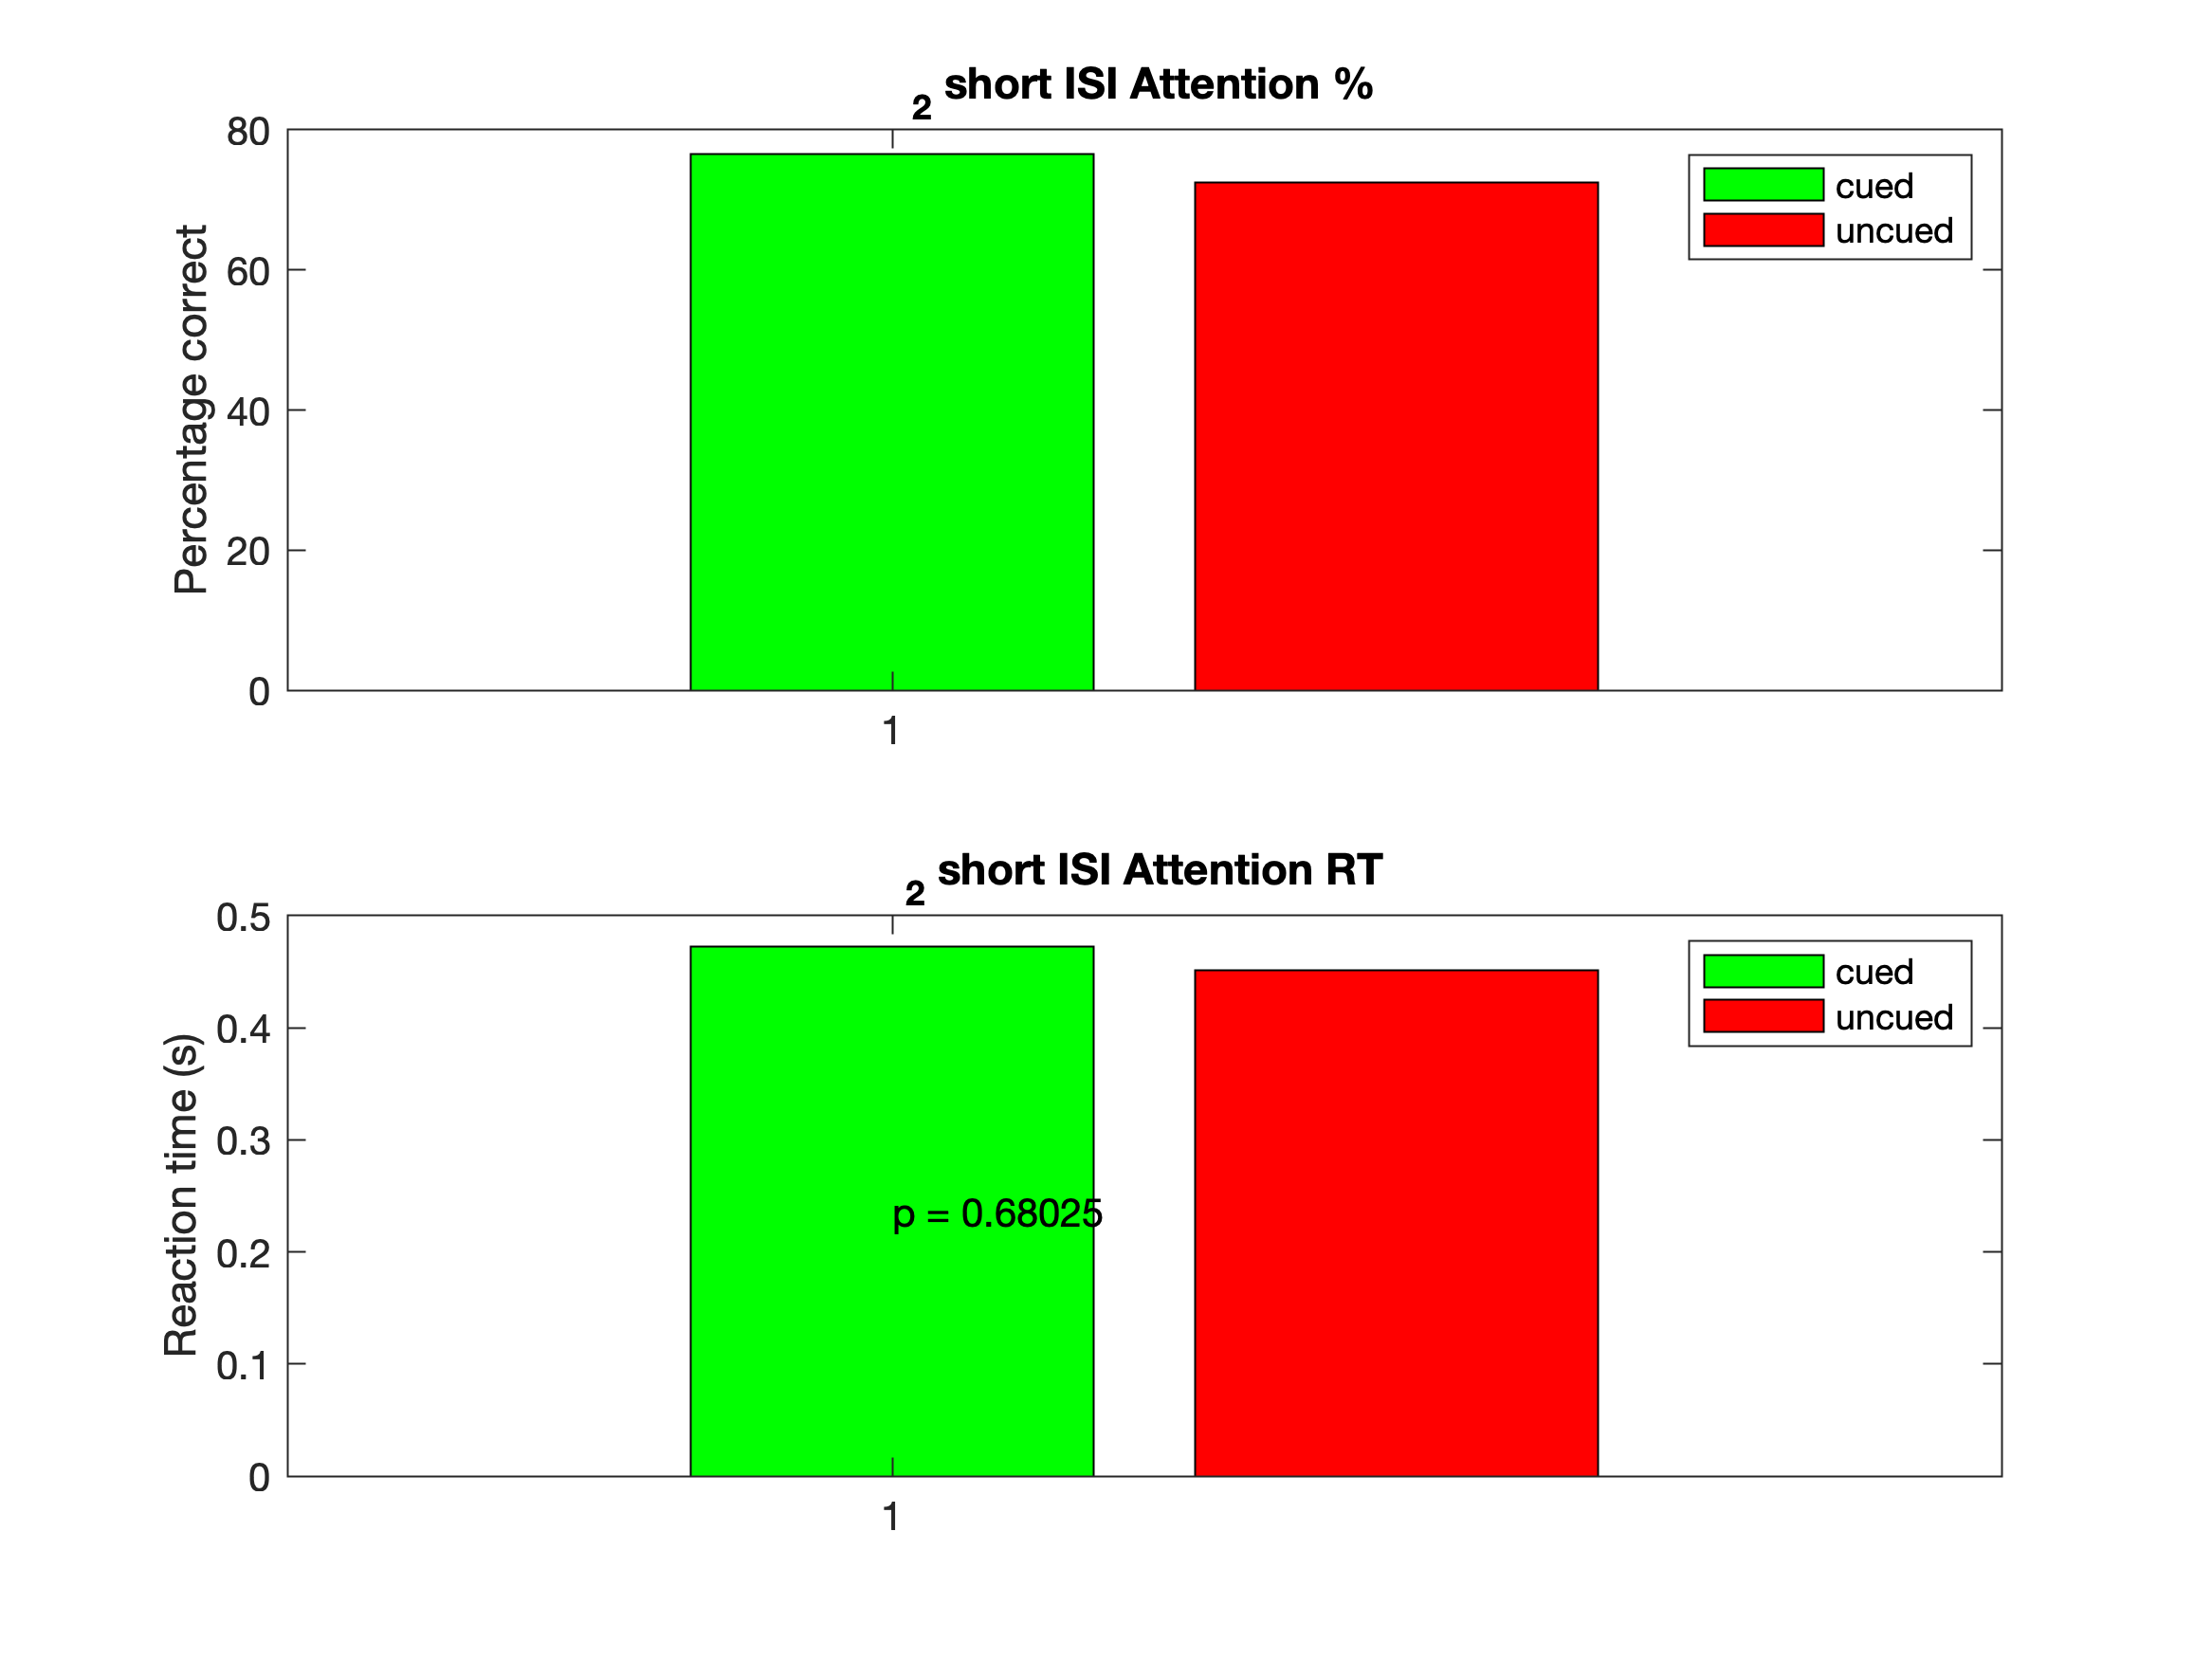 2 short ISI Attention %
80
60
40
20
0
Percentage correct
cued
uncued
1
2 short ISI Attention RT
0.5
0.4
0.3
0.2
0.1
0
Reaction time (s)
cued
uncued
p = 0.68025
1